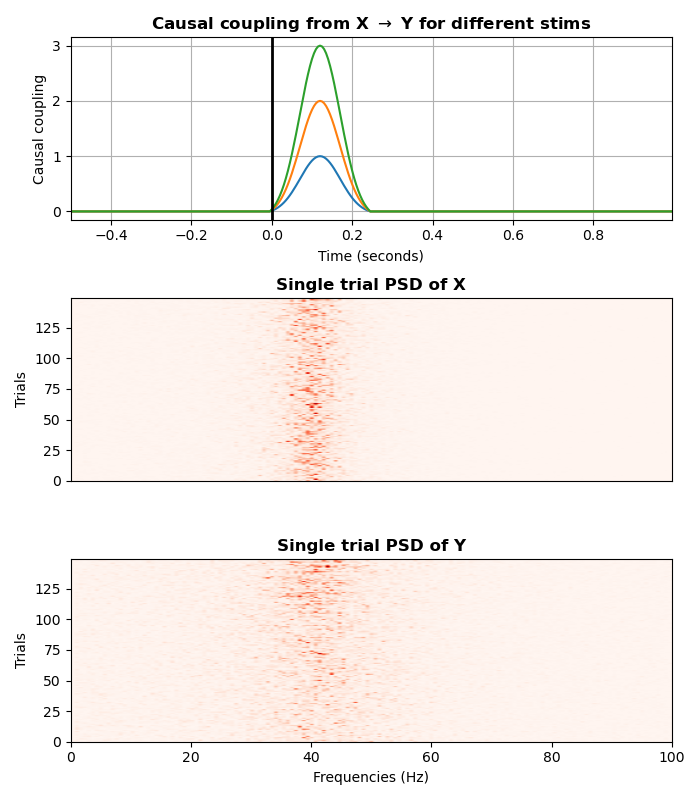 Causal coupling from X → Y for different stims
Causal coupling
3
2
1
0
−0.4 −0.2 0.0 0.2 0.4 0.6 0.8
Time (seconds)
Single trial PSD of X
Trials
125
100
75
50
25
0
Single trial PSD of Y
Trials
125
100
75
50
25
0
0 20 40 60 80 100
Frequencies (Hz)